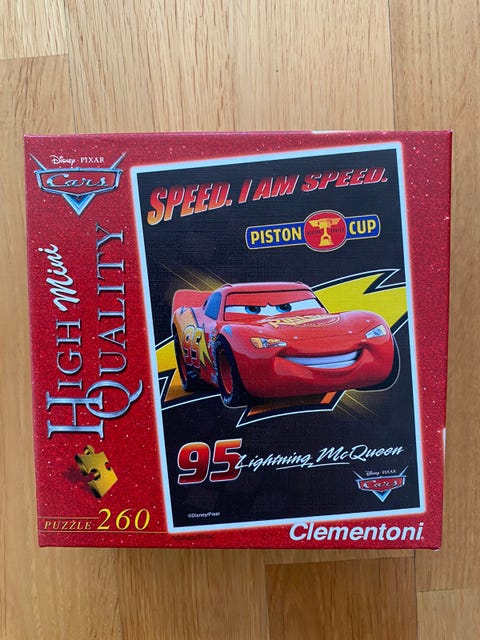 Disney · PIXAR
Cars
High Mini
Quality
PUZZLE 260
SPEED. I AM SPEED.
PISTON CUP
95
95 Lightning McQueen
Disney · PIXAR
Cars
©Disney/Pixar
Clementoni